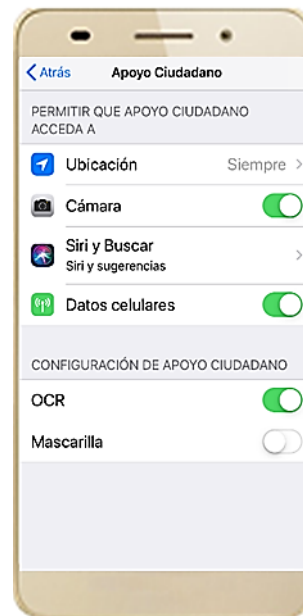 Atrás Apoyo Ciudadano
PERMITIR QUE APOYO CIUDADANO
ACCEDA A
Ubicación Siempre
Cámara
Siri y Buscar
Siri y sugerencias
Datos celulares
CONFIGURACIÓN DE APOYO CIUDADANO
OCR
Mascarilla